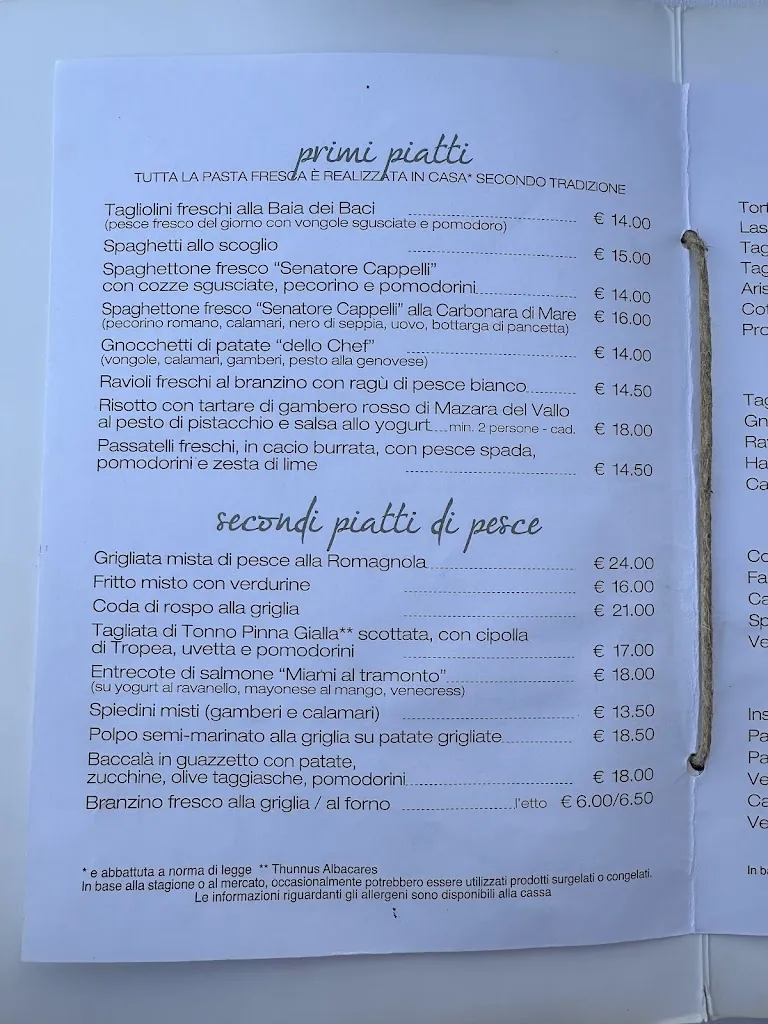 primi piatti
TUTTA LA PASTA FRESCA È REALIZZATA IN CASA* SECONDO TRADIZIONE
Tagliolini freschi alla Baia dei Baci € 14.00
(pesce fresco del giorno con vongole sgusciate e pomodoro)
Spaghetti allo scoglio € 15.00
Spaghettone fresco “Senatore Cappelli”
con cozze sgusciate, pecorino e pomodorini € 14.00
Spaghettone fresco “Senatore Cappelli” alla Carbonara di Mare € 16.00
(pecorino romano, calamari, nero di seppia, uovo, bottarga di pancetta)
Gnocchetti di patate “dello Chef” € 14.00
(vongole, calamari, gamberi, pesto alla genovese)
Ravioli freschi al branzino con ragù di pesce bianco € 14.50
Risotto con tartare di gambero rosso di Mazara del Vallo
al pesto di pistacchio e salsa allo yogurt min. 2 persone - cad. € 18.00
Passatelli freschi, in cacio burrata, con pesce spada,
pomodorini e zesta di lime € 14.50
secondi piatti di pesce
Grigliata mista di pesce alla Romagnola € 24.00
Fritto misto con verdurine € 16.00
Coda di rospo alla griglia € 21.00
Tagliata di Tonno Pinna Gialla** scottata, con cipolla
di Tropea, uvetta e pomodorini € 17.00
Entrecote di salmone “Miami al tramonto” € 18.00
(su yogurt al ravanello, mayonese al mango, venecress)
Spiedini misti (gamberi e calamari) € 13.50
Polpo semi-marinato alla griglia su patate grigliate € 18.50
Baccalà in guazzetto con patate,
zucchine, olive taggiasche, pomodorini € 18.00
Branzino fresco alla griglia / al forno l'etto € 6.00/6.50
* e abbattuta a norma di legge ** Thunnus Albacares
In base alla stagione o al mercato, occasionalmente potrebbero essere utilizzati prodotti surgelati o congelati.
Le informazioni riguardanti gli allergeni sono disponibili alla cassa